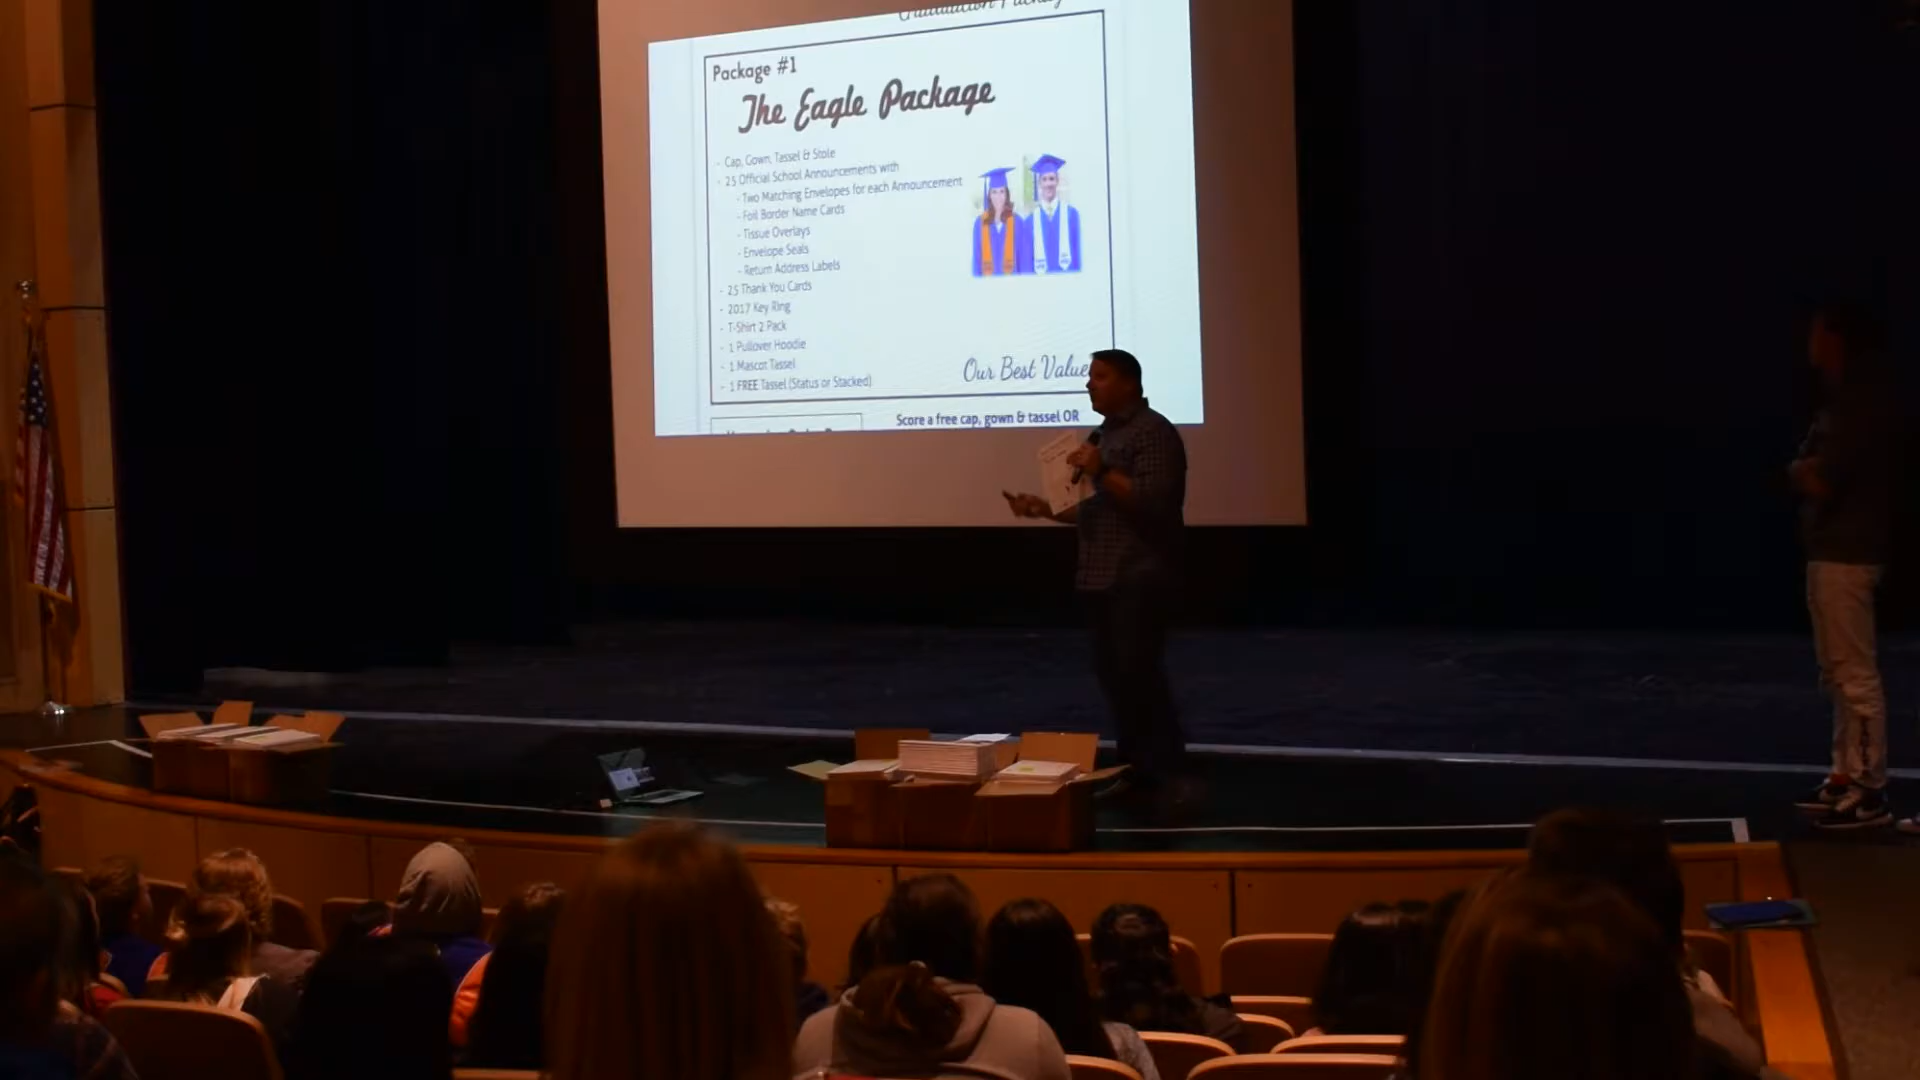 Graduation Package
Package #1
The Eagle Package
- Cap, Gown, Tassel & Stole
- 25 Official School Announcements with
- Two Matching Envelopes for each Announcement
- Foil Border Name Cards
- Tissue Overlays
- Envelope Seals
- Return Address Labels
- 25 Thank You Cards
- 2017 Key Ring
- T-Shirt 2 Pack
- 1 Pullover Hoodie
- 1 Mascot Tassel
- 1 FREE Tassel (Status or Stacked)
Our Best Value
Score a free cap, gown & tassel OR